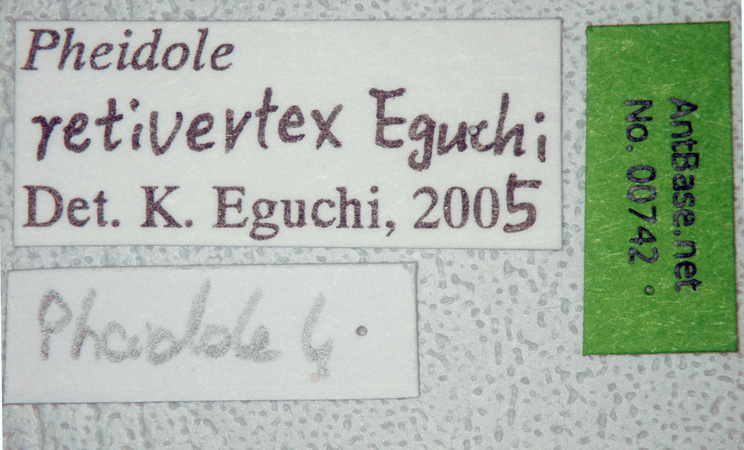 Pheidole
retivertex Eguchi
Det. K. Eguchi, 2005
Pheidole 4
AntBase.net
No. 00742